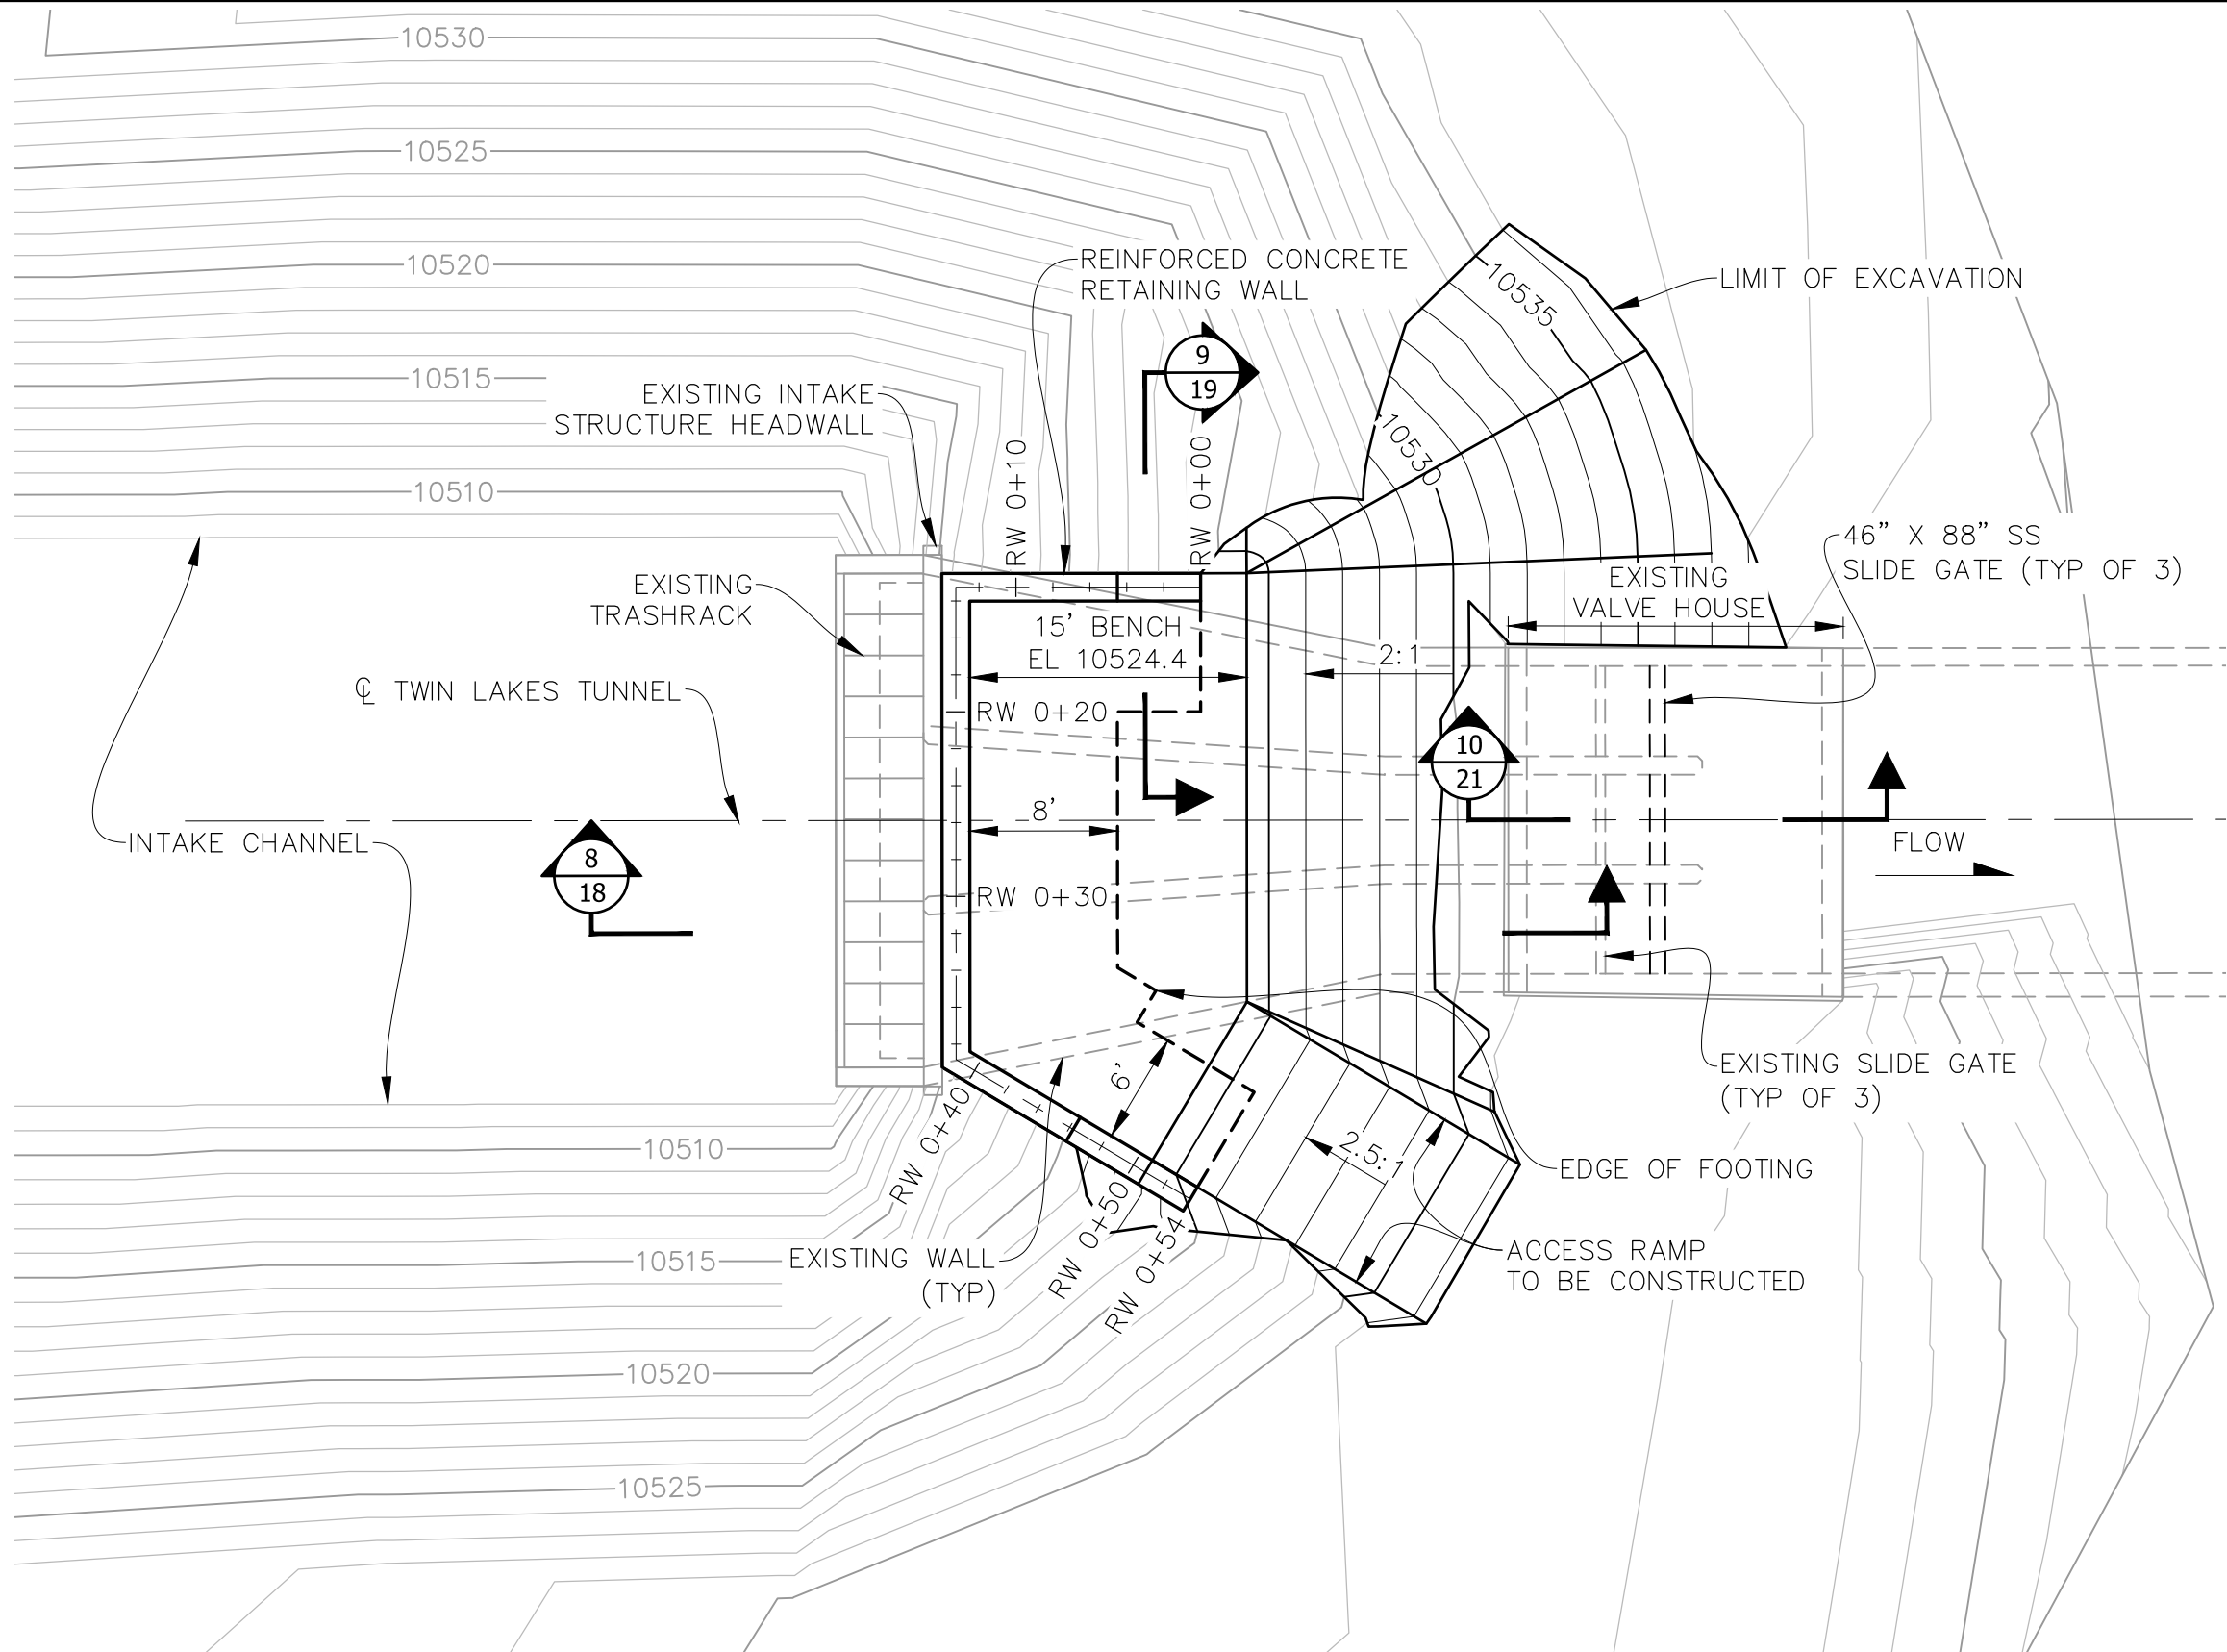 10530
10525
10520
10515
10510
REINFORCED CONCRETE
RETAINING WALL
LIMIT OF EXCAVATION
10535
10530
9
19
EXISTING INTAKE
STRUCTURE HEADWALL
RW 0+10
RW 0+00
46” X 88” SS
SLIDE GATE (TYP OF 3)
EXISTING
VALVE HOUSE
EXISTING
TRASHRACK
15’ BENCH
EL 10524.4
2:1
℄ TWIN LAKES TUNNEL
RW 0+20
10
21
8’
INTAKE CHANNEL
8
18
FLOW
RW 0+30
EXISTING SLIDE GATE
(TYP OF 3)
6’
RW 0+40
2.5:1
EDGE OF FOOTING
10510
RW 0+50
RW 0+54
ACCESS RAMP
TO BE CONSTRUCTED
EXISTING WALL
(TYP)
10515
10520
10525